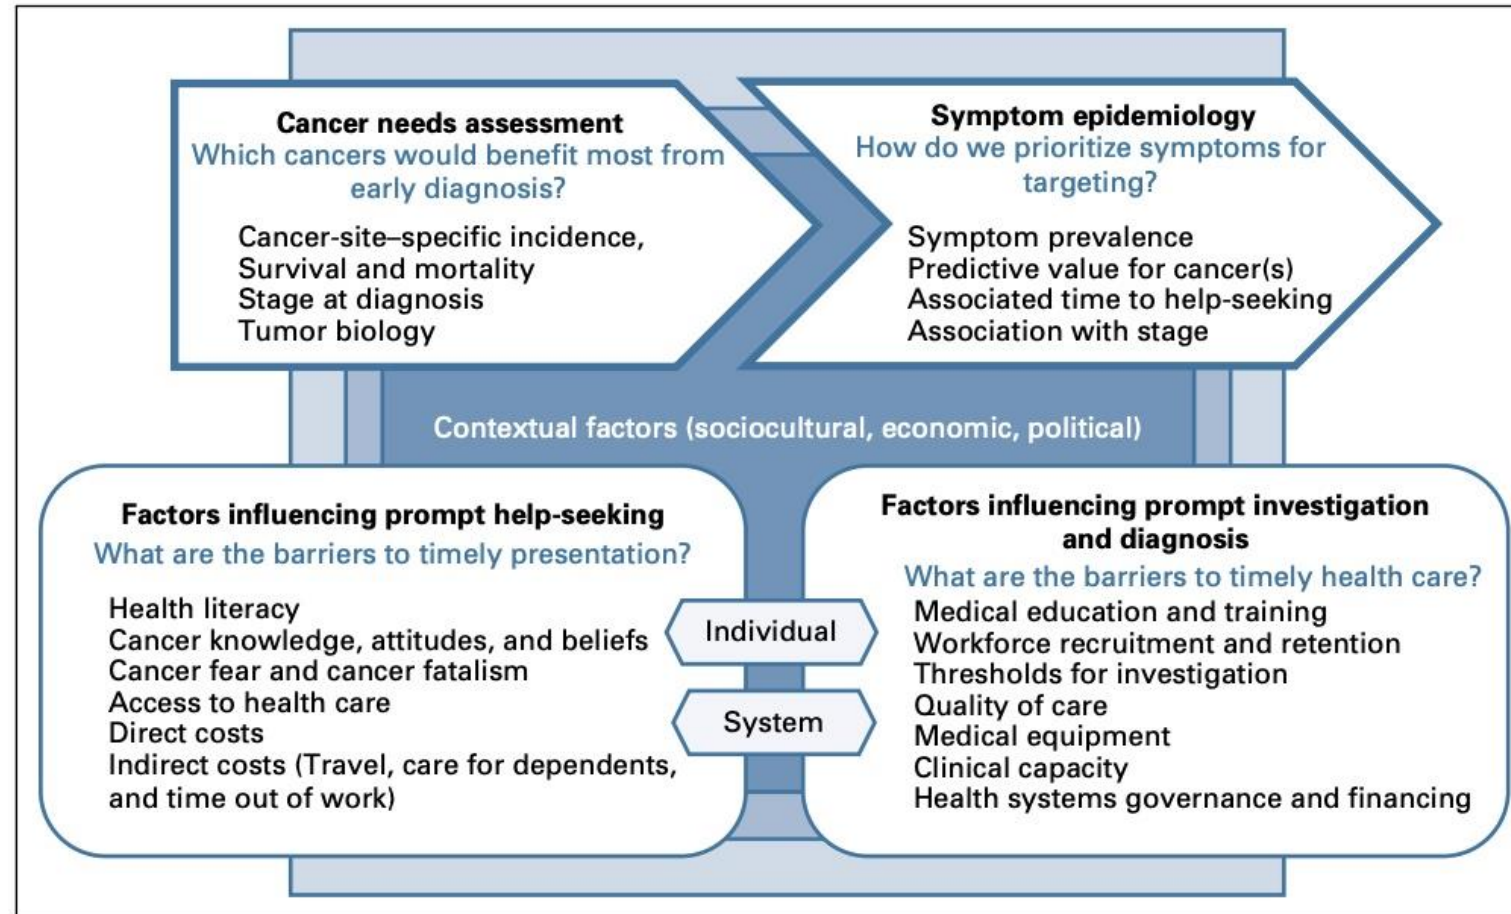 Cancer needs assessment
Which cancers would benefit most from
early diagnosis?
Cancer-site–specific incidence,
Survival and mortality
Stage at diagnosis
Tumor biology
Symptom epidemiology
How do we prioritize symptoms for
targeting?
Symptom prevalence
Predictive value for cancer(s)
Associated time to help-seeking
Association with stage
Contextual factors (sociocultural, economic, political)
Factors influencing prompt help-seeking
What are the barriers to timely presentation?
Health literacy
Cancer knowledge, attitudes, and beliefs
Cancer fear and cancer fatalism
Access to health care
Direct costs
Indirect costs (Travel, care for dependents,
and time out of work)
Individual
System
Factors influencing prompt investigation
and diagnosis
What are the barriers to timely health care?
Medical education and training
Workforce recruitment and retention
Thresholds for investigation
Quality of care
Medical equipment
Clinical capacity
Health systems governance and financing